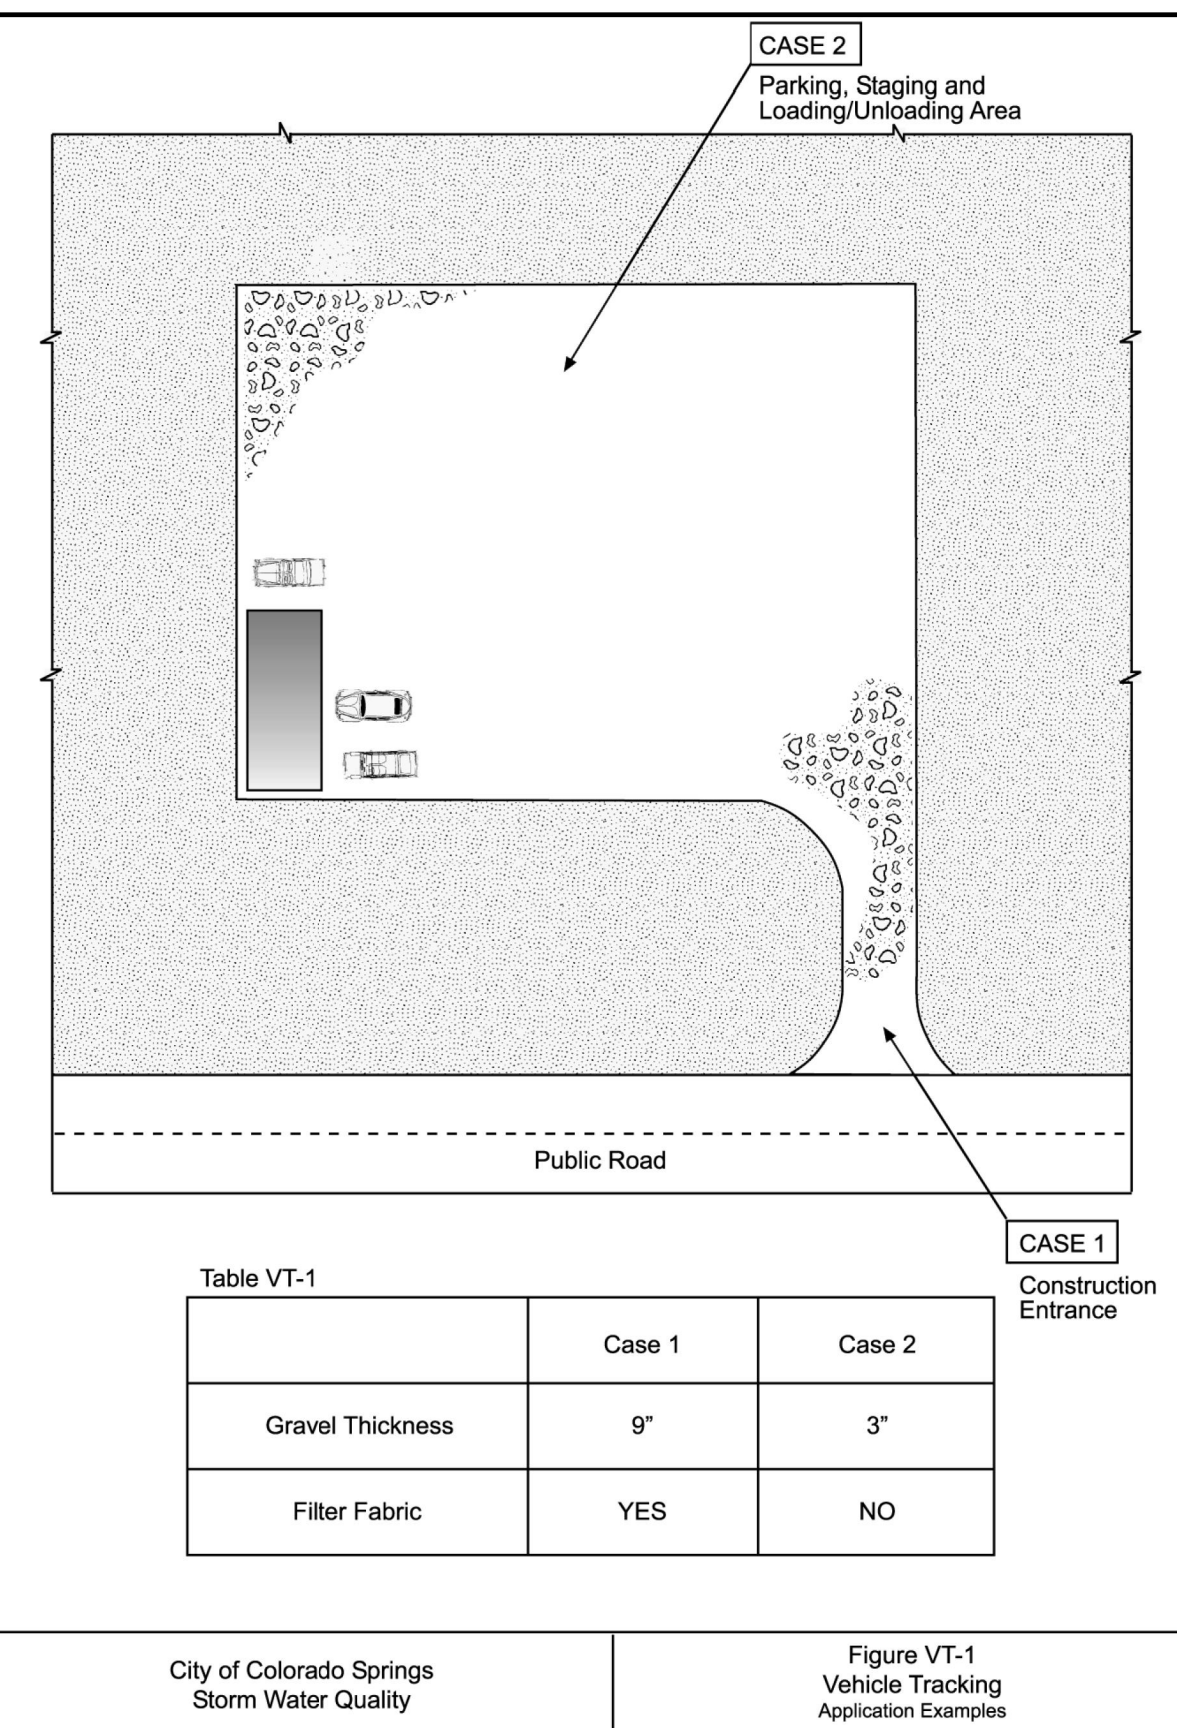 CASE 2
Parking, Staging and
Loading/Unloading Area
Public Road
CASE 1
Construction
Entrance
Table VT-1
Case 1 Case 2
Gravel Thickness 9” 3”
Filter Fabric YES NO
City of Colorado Springs
Storm Water Quality
Figure VT-1
Vehicle Tracking
Application Examples